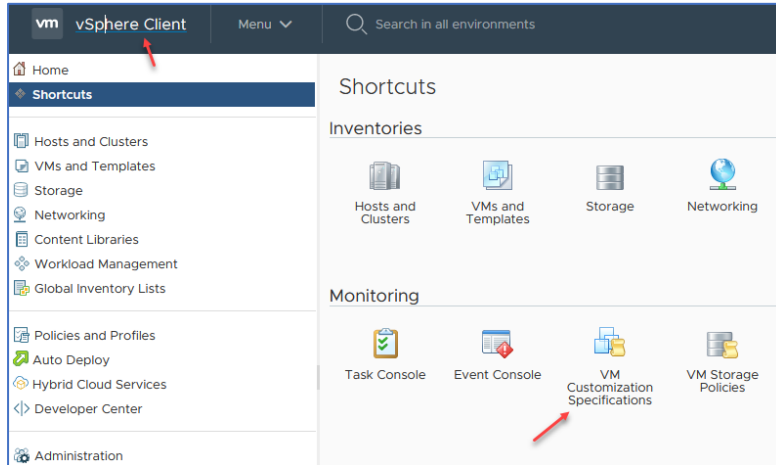 vm vSphere Client Menu Search in all environments
Home
Shortcuts
Hosts and Clusters
VMs and Templates
Storage
Networking
Content Libraries
Workload Management
Global Inventory Lists
Policies and Profiles
Auto Deploy
Hybrid Cloud Services
Developer Center
Administration
Shortcuts
Inventories
Hosts and
Clusters
VMs and
Templates
Storage
Networking
Monitoring
Task Console
Event Console
VM
Customization
Specifications
VM Storage
Policies